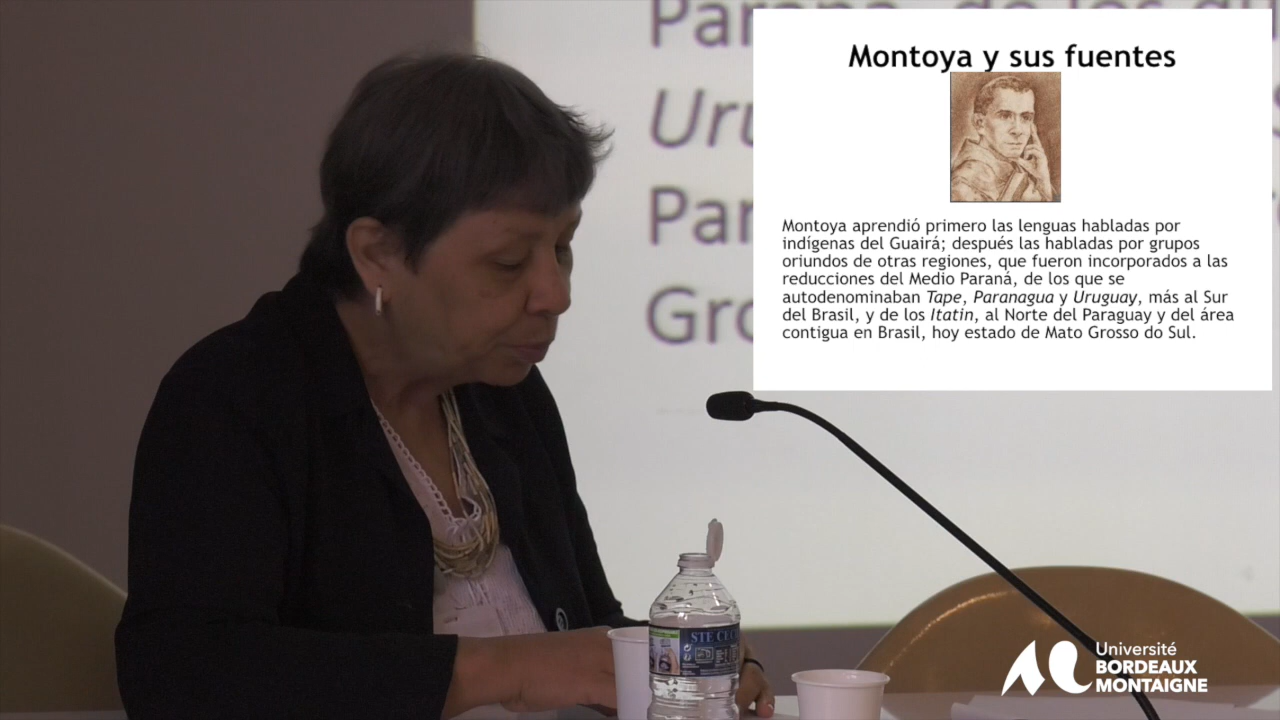 Montoya y sus fuentes
Montoya aprendió primero las lenguas habladas por
indígenas del Guairá; después las habladas por grupos
oriundos de otras regiones, que fueron incorporados a las
reducciones del Medio Paraná, de los que se
autodenominaban Tape, Paranagua y Uruguay, más al Sur
del Brasil, y de los Itatin, al Norte del Paraguay y del área
contigua en Brasil, hoy estado de Mato Grosso do Sul.
STE CE
Université
BORDEAUX
MONTAIGNE